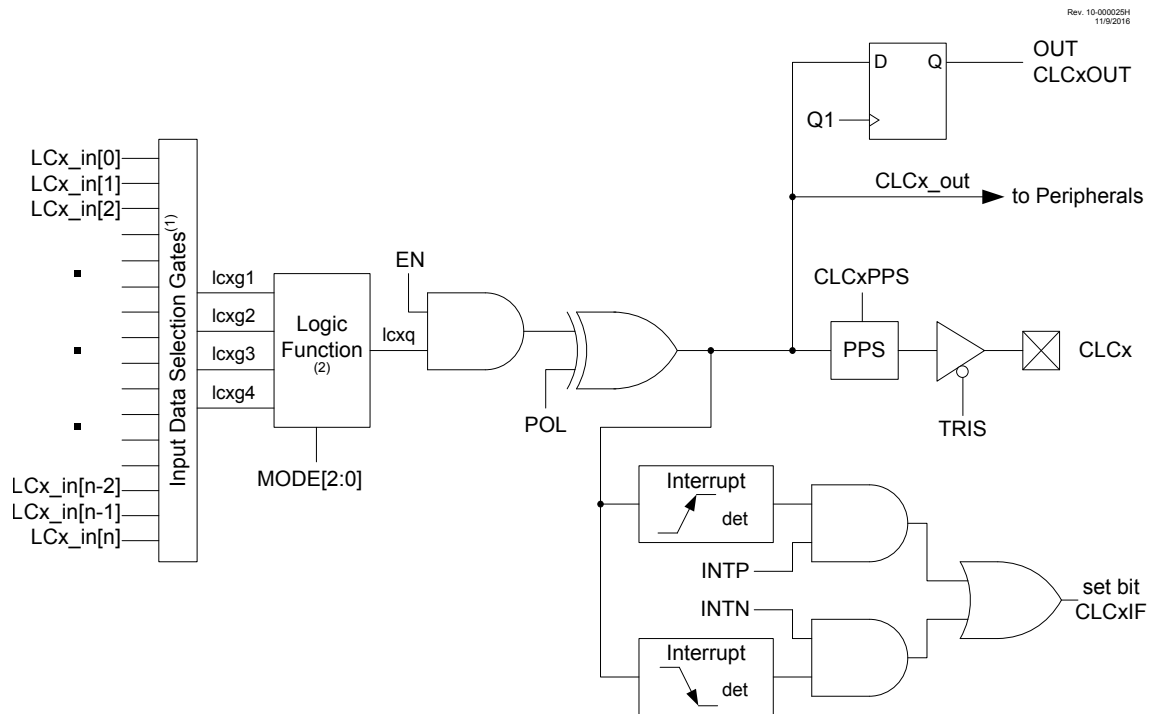 Rev. 10-000025H
11/9/2016
D Q
OUT
CLCxOUT
Q1
LCx_in[0]
LCx_in[1]
LCx_in[2]
CLCx_out
to Peripherals
Input Data Selection Gates(1)
lcxg1
lcxg2
lcxg3
lcxg4
Logic
Function
(2)
MODE[2:0]
lcxq
EN
POL
CLCxPPS
PPS
CLCx
TRIS
LCx_in[n-2]
LCx_in[n-1]
LCx_in[n]
Interrupt
det
INTP
INTN
Interrupt
det
set bit
CLCxIF